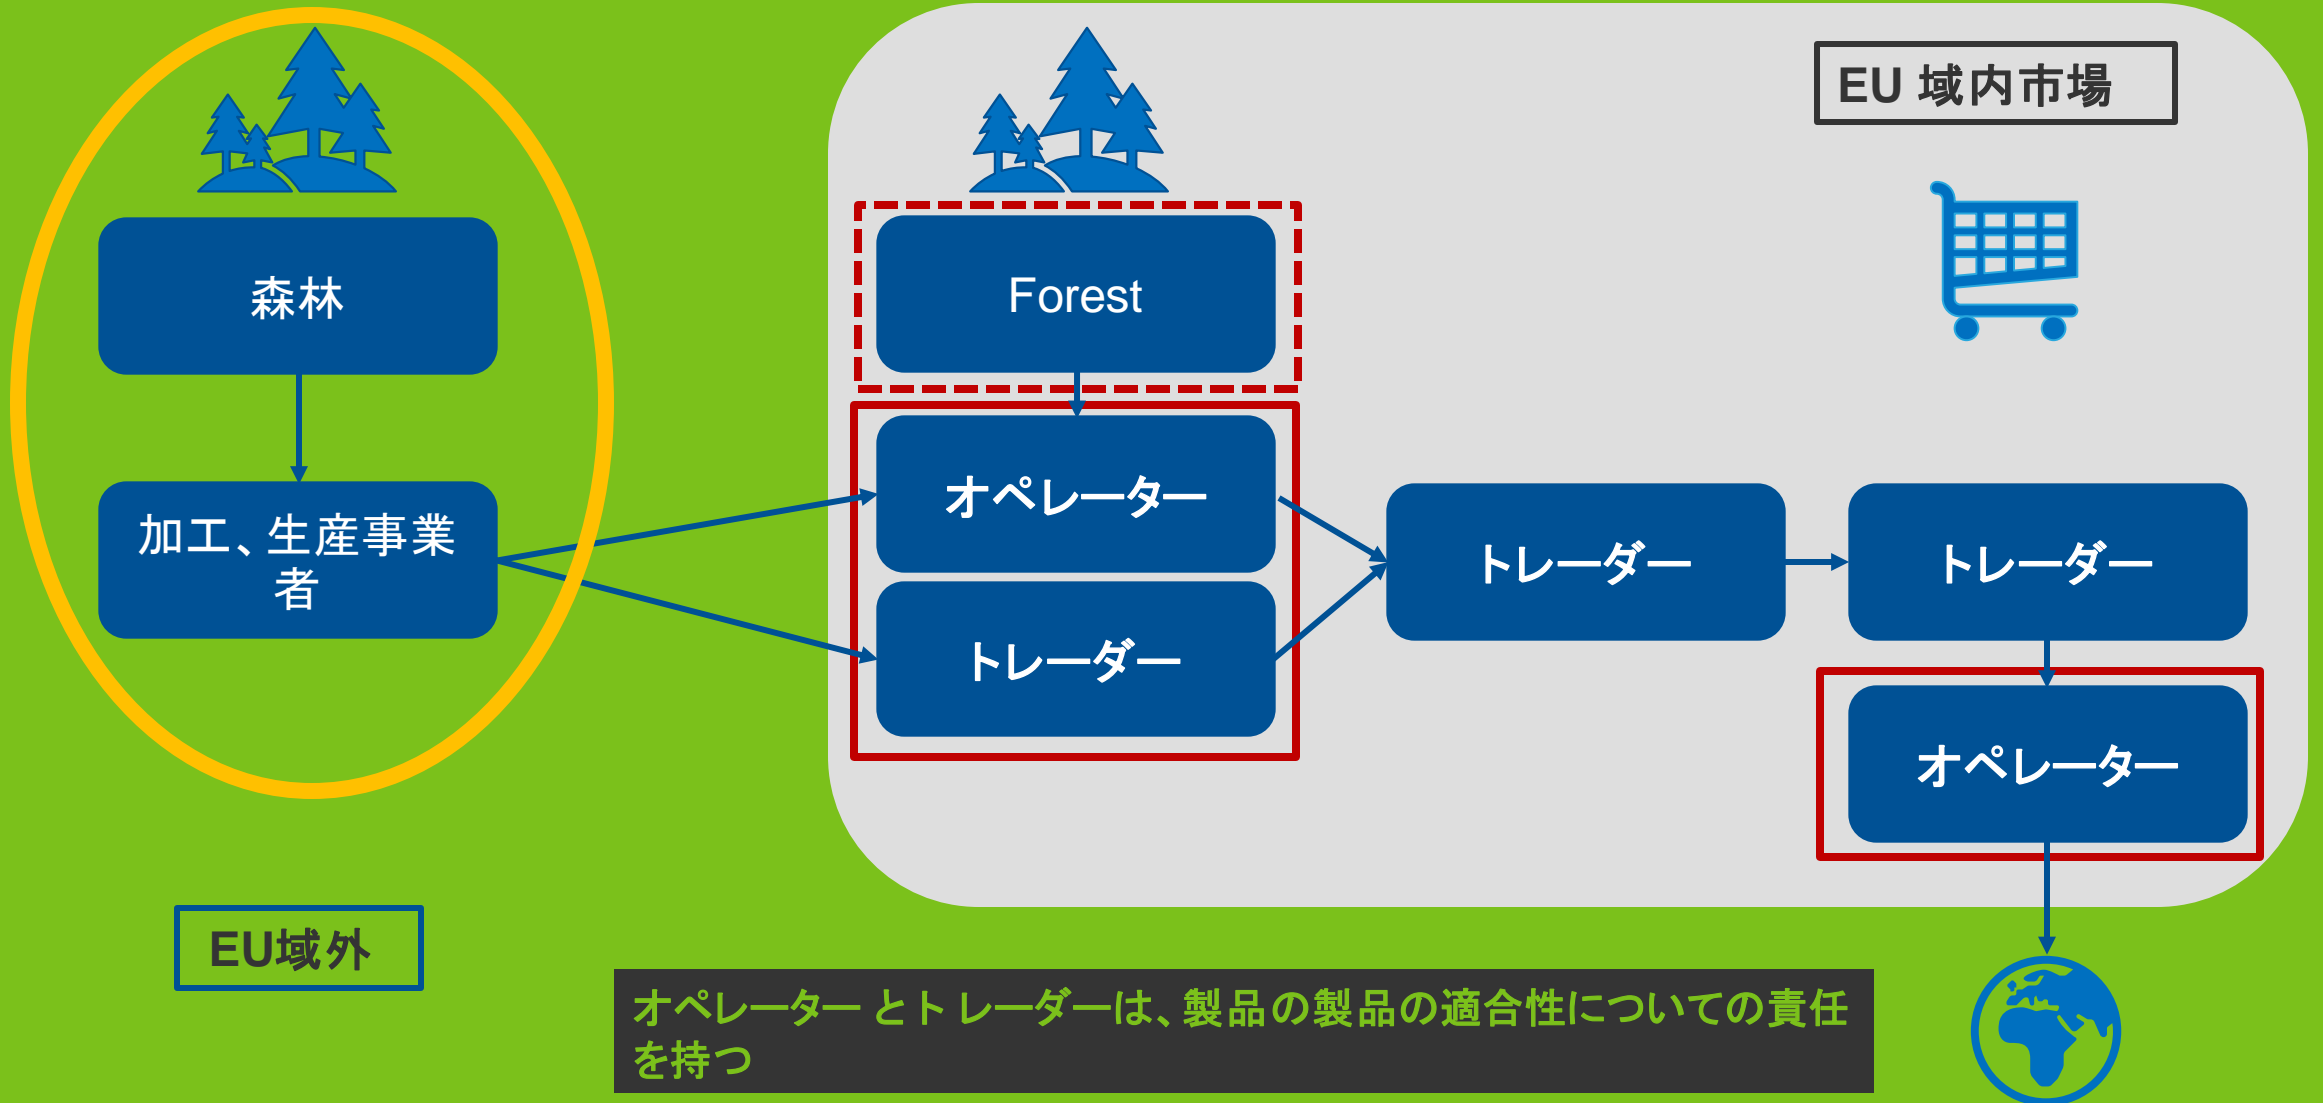 EU 域内市場
森林
Forest
加工、生産事業
者
オペレーター
トレーダー
トレーダー
トレーダー
オペレーター
EU域外
オペレーター とトレーダーは、製品の製品の適合性についての責任
を持つ